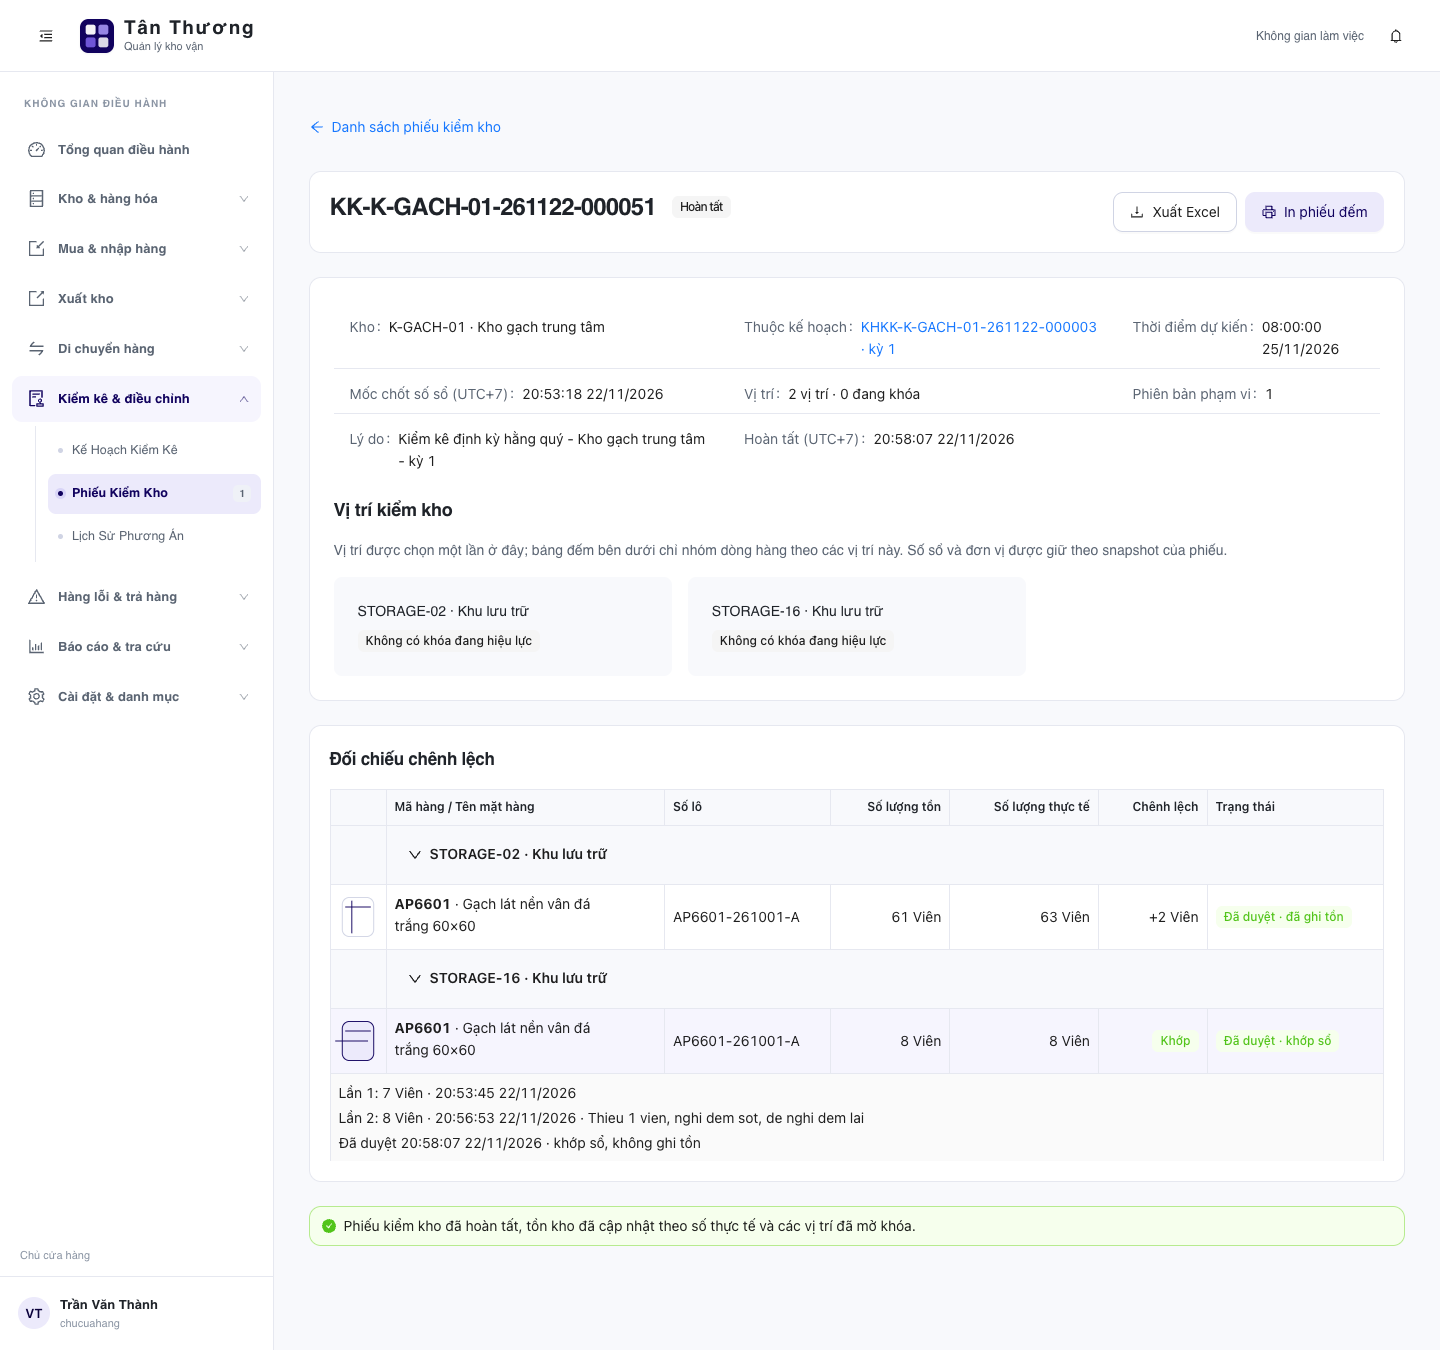 Tân Thương
Quản lý kho vận
Không gian làm việc
KHÔNG GIAN ĐIỀU HÀNH
Tổng quan điều hành
Kho & hàng hóa
Mua & nhập hàng
Xuất kho
Di chuyển hàng
Kiểm kê & điều chỉnh
Kế Hoạch Kiểm Kê
Phiếu Kiểm Kho 1
Lịch Sử Phương Án
Hàng lỗi & trả hàng
Báo cáo & tra cứu
Cài đặt & danh mục
Chủ cửa hàng
VT
Trần Văn Thành
chucuahang
Danh sách phiếu kiểm kho
KK-K-GACH-01-261122-000051 Hoàn tất
Xuất Excel
In phiếu đếm
Kho : K-GACH-01 · Kho gạch trung tâm
Thuộc kế hoạch : KHKK-K-GACH-01-261122-000003
· kỳ 1
Thời điểm dự kiến : 08:00:00
25/11/2026
Mốc chốt số sổ (UTC+7) : 20:53:18 22/11/2026
Vị trí : 2 vị trí · 0 đang khóa
Phiên bản phạm vi : 1
Lý do : Kiểm kê định kỳ hằng quý - Kho gạch trung tâm
- kỳ 1
Hoàn tất (UTC+7) : 20:58:07 22/11/2026
Vị trí kiểm kho
Vị trí được chọn một lần ở đây; bảng đếm bên dưới chỉ nhóm dòng hàng theo các vị trí này. Số sổ và đơn vị được giữ theo snapshot của phiếu.
STORAGE-02 · Khu lưu trữ
Không có khóa đang hiệu lực
STORAGE-16 · Khu lưu trữ
Không có khóa đang hiệu lực
Đối chiếu chênh lệch
Mã hàng / Tên mặt hàng Số lô Số lượng tồn Số lượng thực tế Chênh lệch Trạng thái
STORAGE-02 · Khu lưu trữ
AP6601 · Gạch lát nền vân đá
trắng 60×60
AP6601-261001-A 61 Viên 63 Viên +2 Viên Đã duyệt · đã ghi tồn
STORAGE-16 · Khu lưu trữ
AP6601 · Gạch lát nền vân đá
trắng 60×60
AP6601-261001-A 8 Viên 8 Viên Khớp Đã duyệt · khớp sổ
Lần 1: 7 Viên · 20:53:45 22/11/2026
Lần 2: 8 Viên · 20:56:53 22/11/2026 · Thieu 1 vien, nghi dem sot, de nghi dem lai
Đã duyệt 20:58:07 22/11/2026 · khớp sổ, không ghi tồn
Phiếu kiểm kho đã hoàn tất, tồn kho đã cập nhật theo số thực tế và các vị trí đã mở khóa.